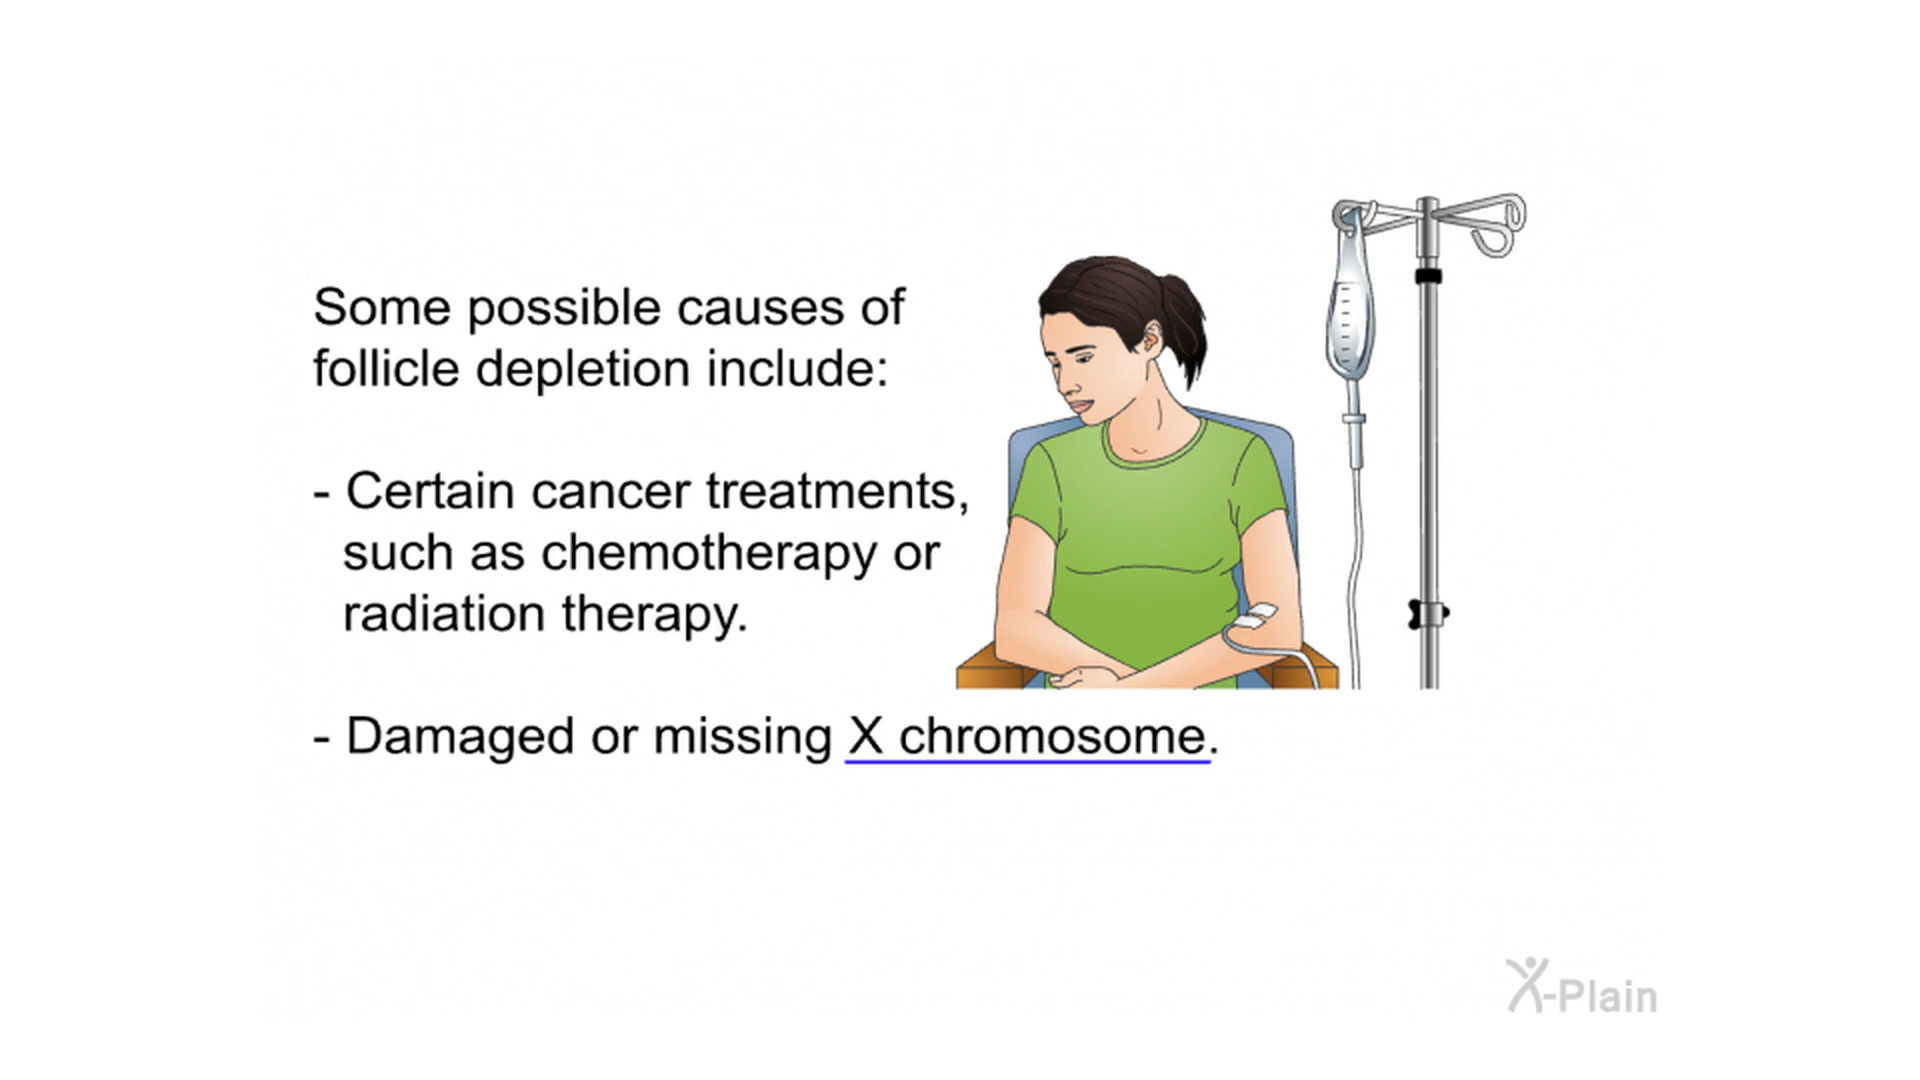 Some possible causes of
follicle depletion include:
- Certain cancer treatments,
such as chemotherapy or
radiation therapy.
- Damaged or missing X chromosome.
X-Plain